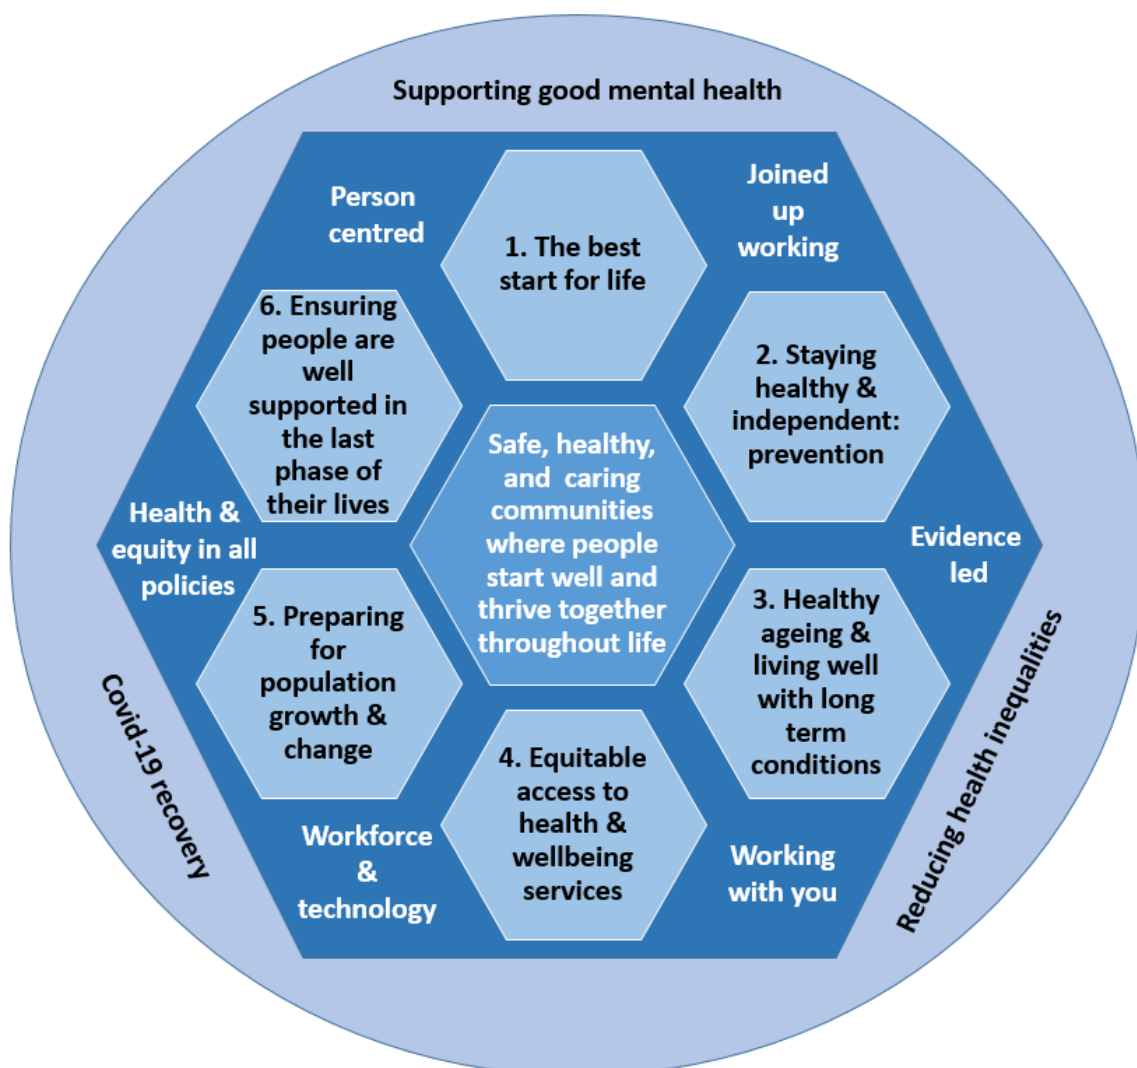 Supporting good mental health
Person
centred
Joined
up
working
1. The best
start for life
6. Ensuring
people are
well
supported in
the last
phase of
their lives
2. Staying
healthy &
independent:
prevention
Safe, healthy,
and caring
communities
where people
start well and
thrive together
throughout life
Health &
equity in all
policies
Evidence
led
5. Preparing
for
population
growth &
change
3. Healthy
ageing &
living well
with long
term
conditions
4. Equitable
access to
health &
wellbeing
services
Workforce
&
technology
Working
with you
Covid-19 recovery
Reducing health inequalities